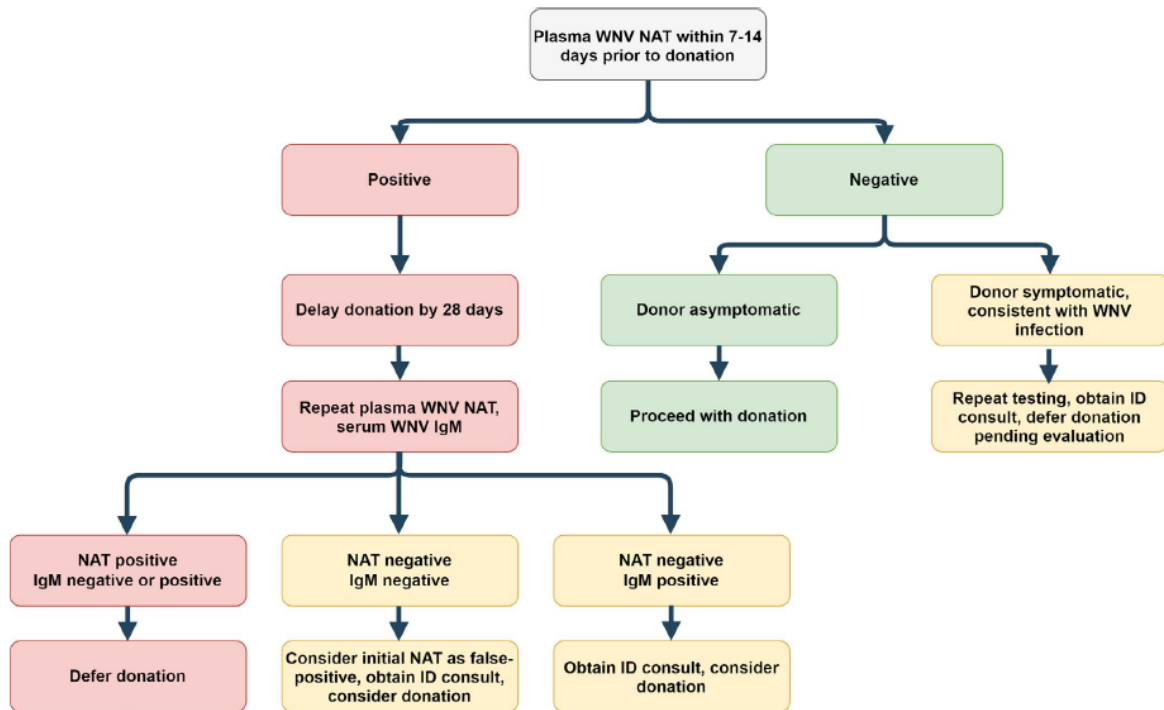 Plasma WNV NAT within 7-14
days prior to donation
Positive
Negative
Delay donation by 28 days
Donor asymptomatic
Donor symptomatic,
consistent with WNV
infection
Repeat plasma WNV NAT,
serum WNV IgM
Proceed with donation
Repeat testing, obtain ID
consult, defer donation
pending evaluation
NAT positive
IgM negative or positive
NAT negative
IgM negative
NAT negative
IgM positive
Defer donation
Consider initial NAT as false-
positive, obtain ID consult,
consider donation
Obtain ID consult, consider
donation